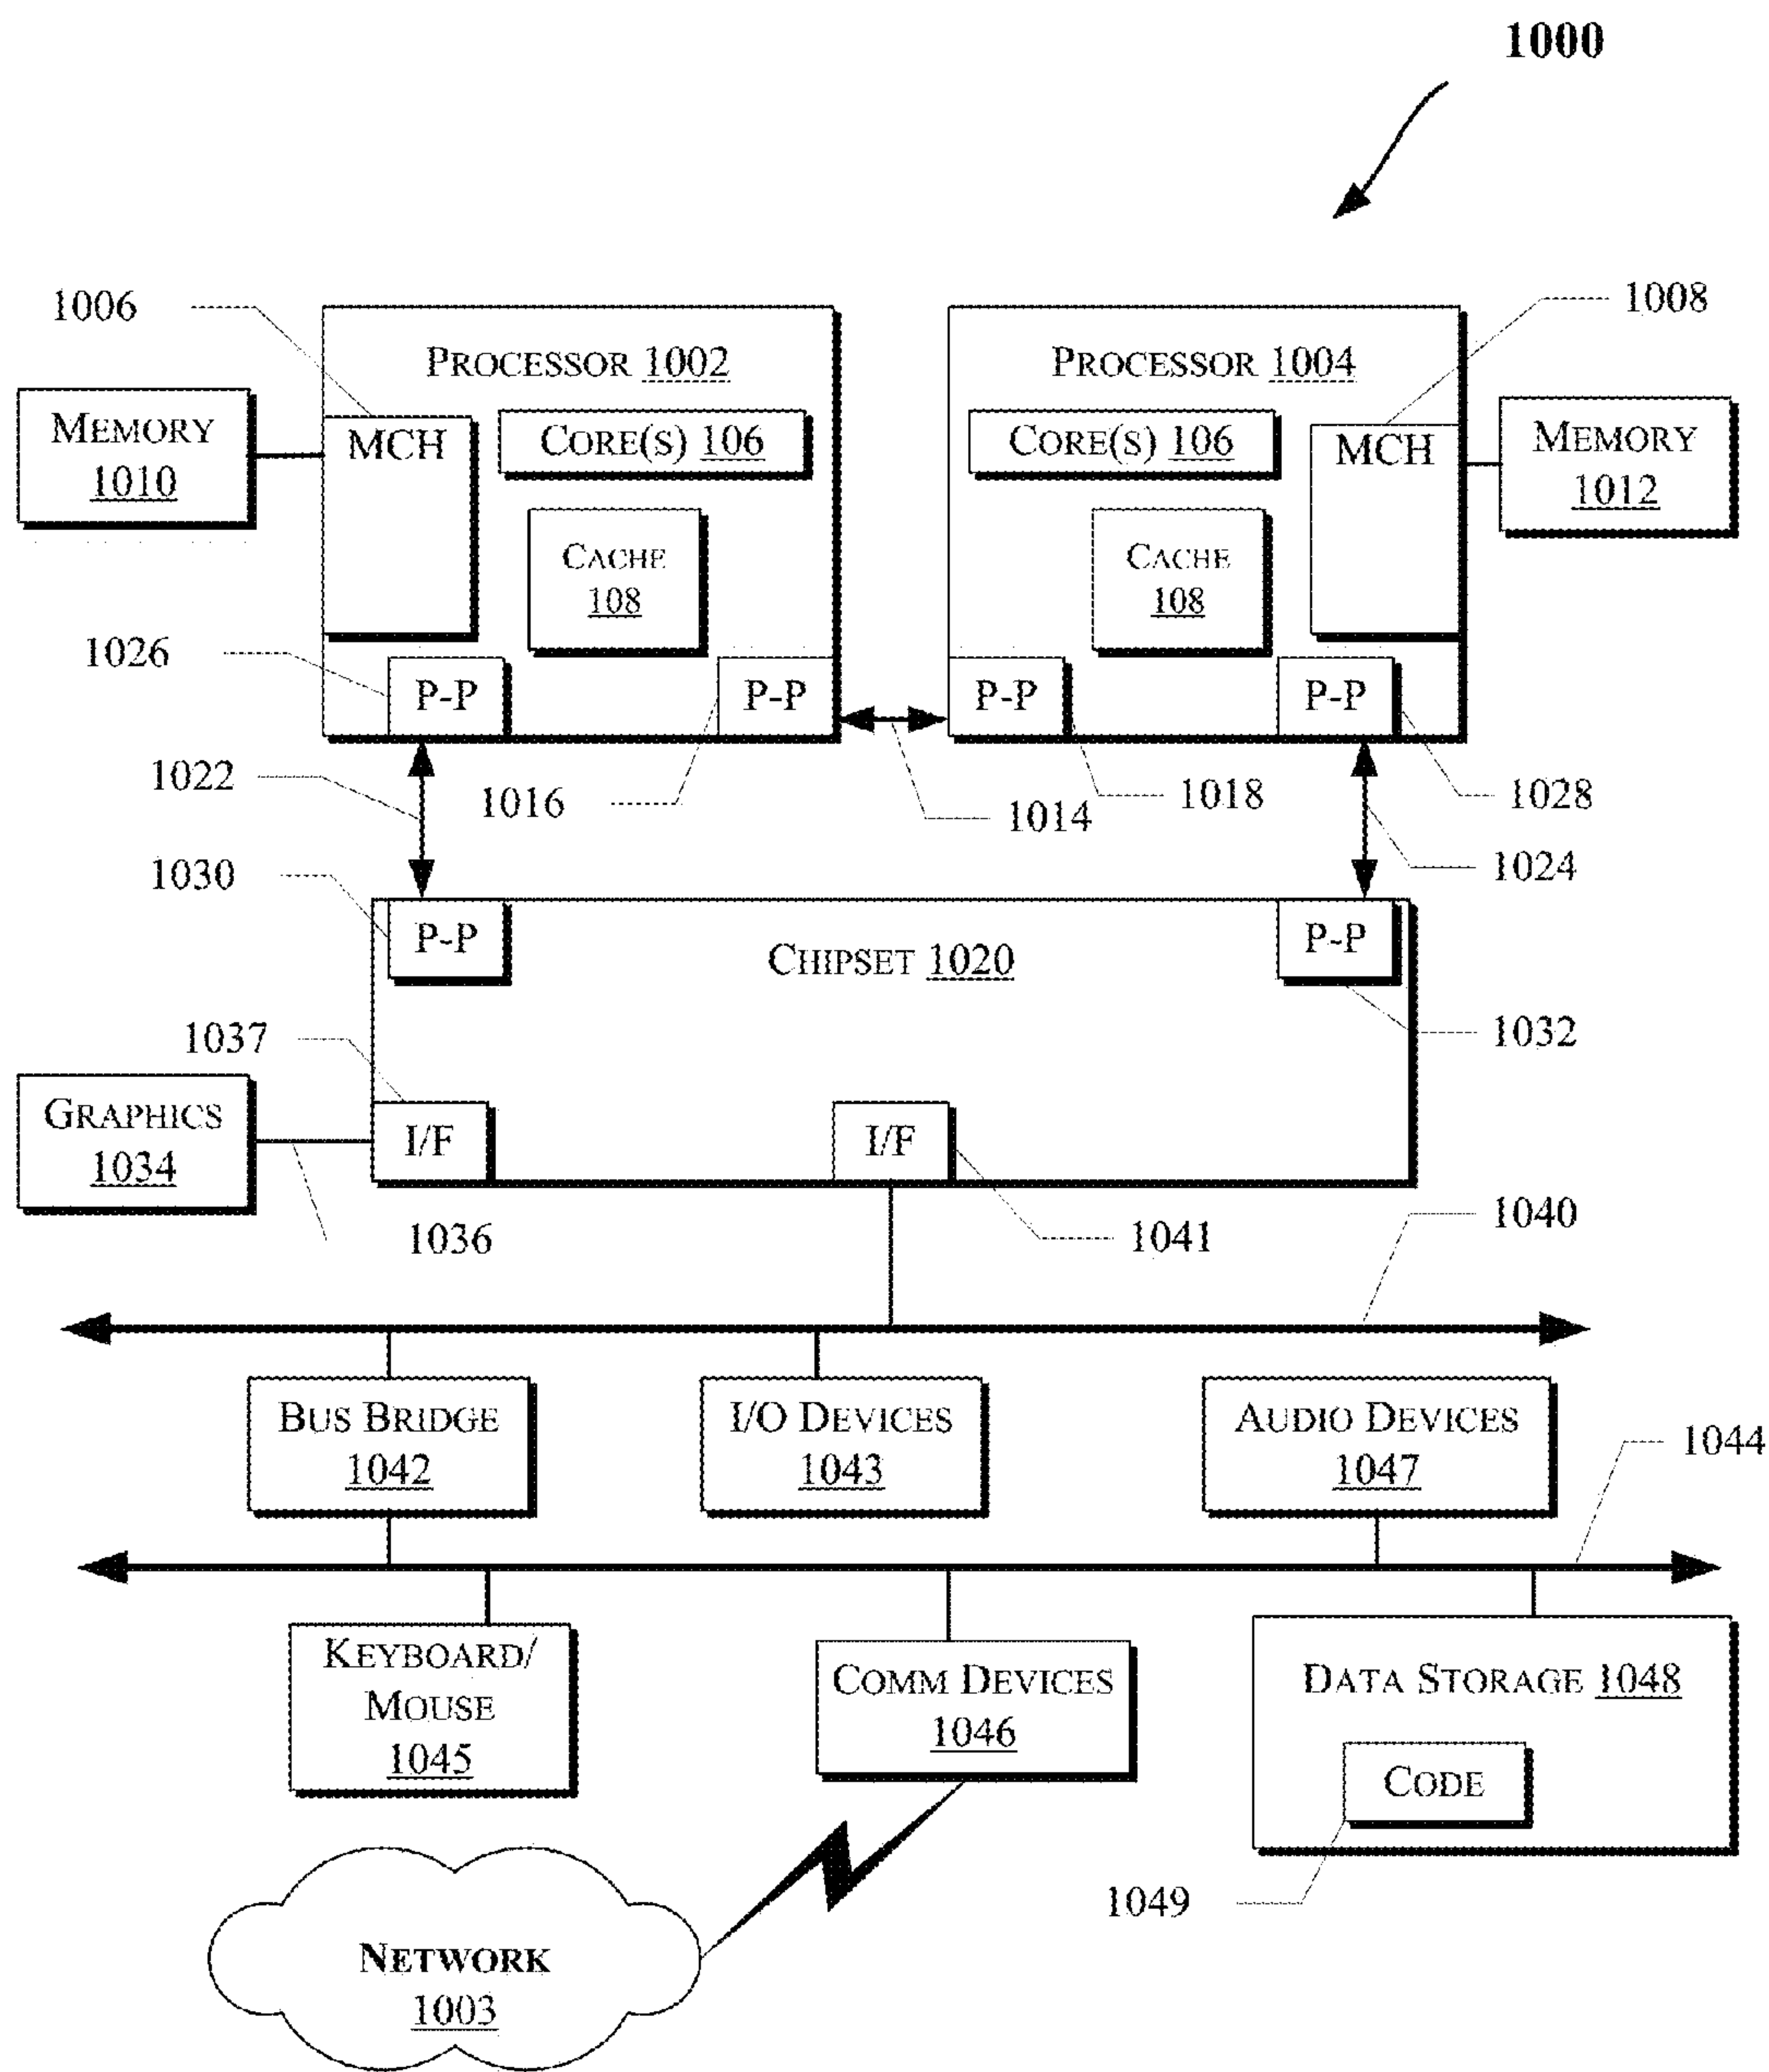 1000
1006
1008
PROCESSOR 1002
PROCESSOR 1004
MEMORY
1010
MCH
CORE(S) 106
CORE(S) 106
MCH
MEMORY
1012
CACHE
108
CACHE
108
1026
P-P
P-P
P-P
P-P
1022
1016
1014
1018
1028
1030
1024
P-P
CHIPSET 1020
P-P
1037
1032
GRAPHICS
1034
I/F
I/F
1036
1041
1040
BUS BRIDGE
1042
I/O DEVICES
1043
AUDIO DEVICES
1047
1044
KEYBOARD/
MOUSE
1045
COMM DEVICES
1046
DATA STORAGE 1048
CODE
1049
NETWORK
1003